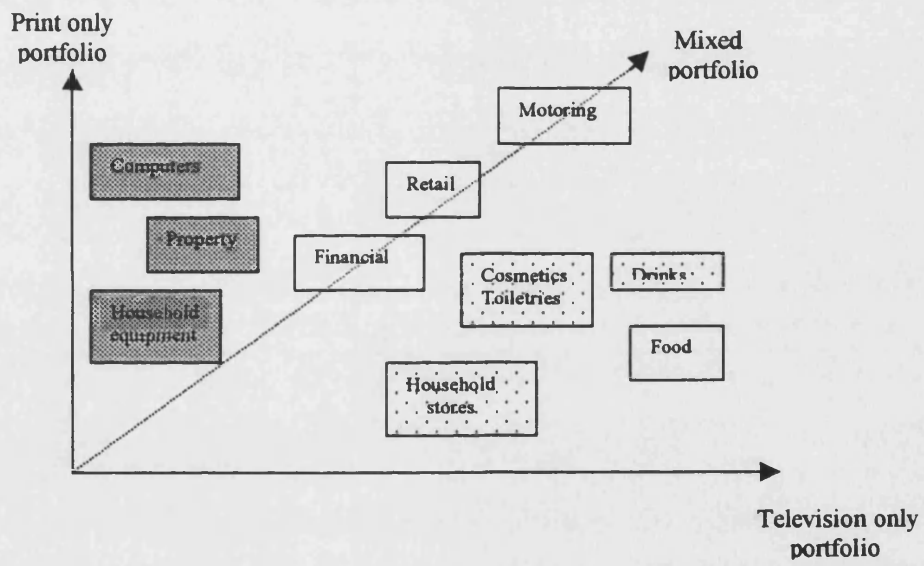 Print only
portfolio
Mixed
portfolio
Motoring
Computers
Retail
Property
Financial
Cosmetics
Toiletries
Drinks
Household
equipment
Food
Household
stores.
Television only
portfolio